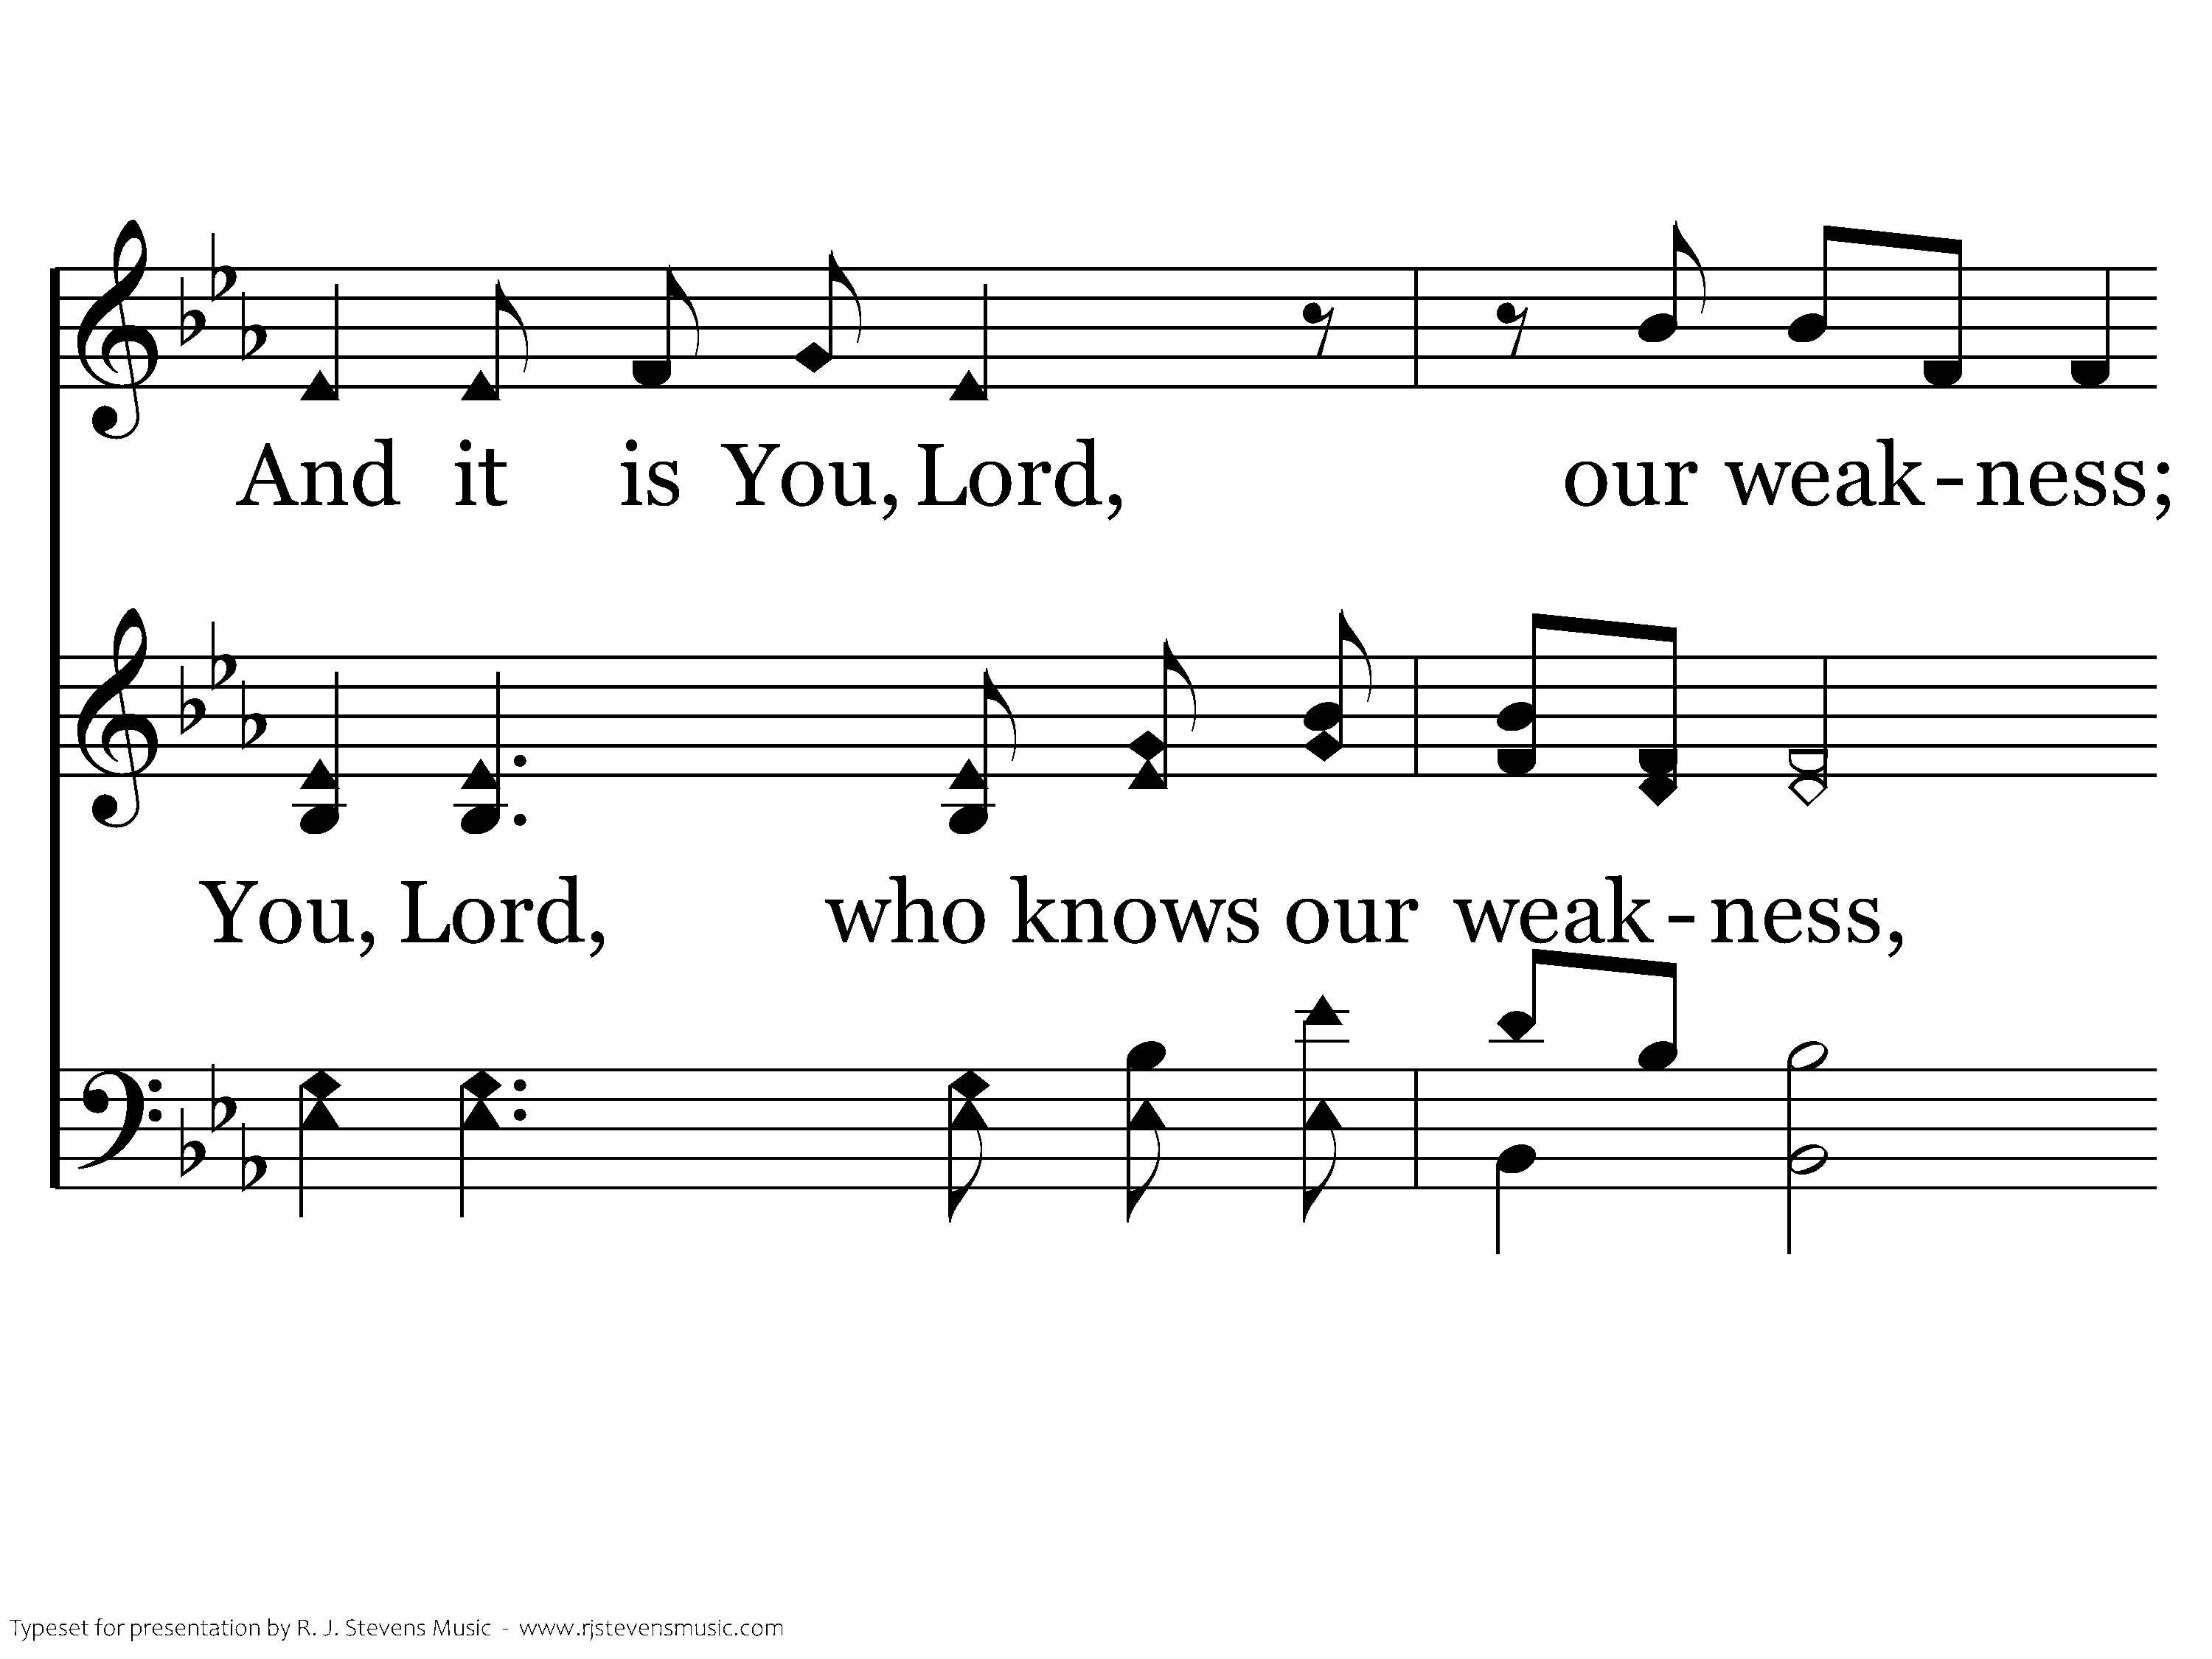 And it is You, Lord, our weak-ness;
You, Lord, who knows our weak-ness,
Typeset for presentation by R. J. Stevens Music - www.rjstevensmusic.com